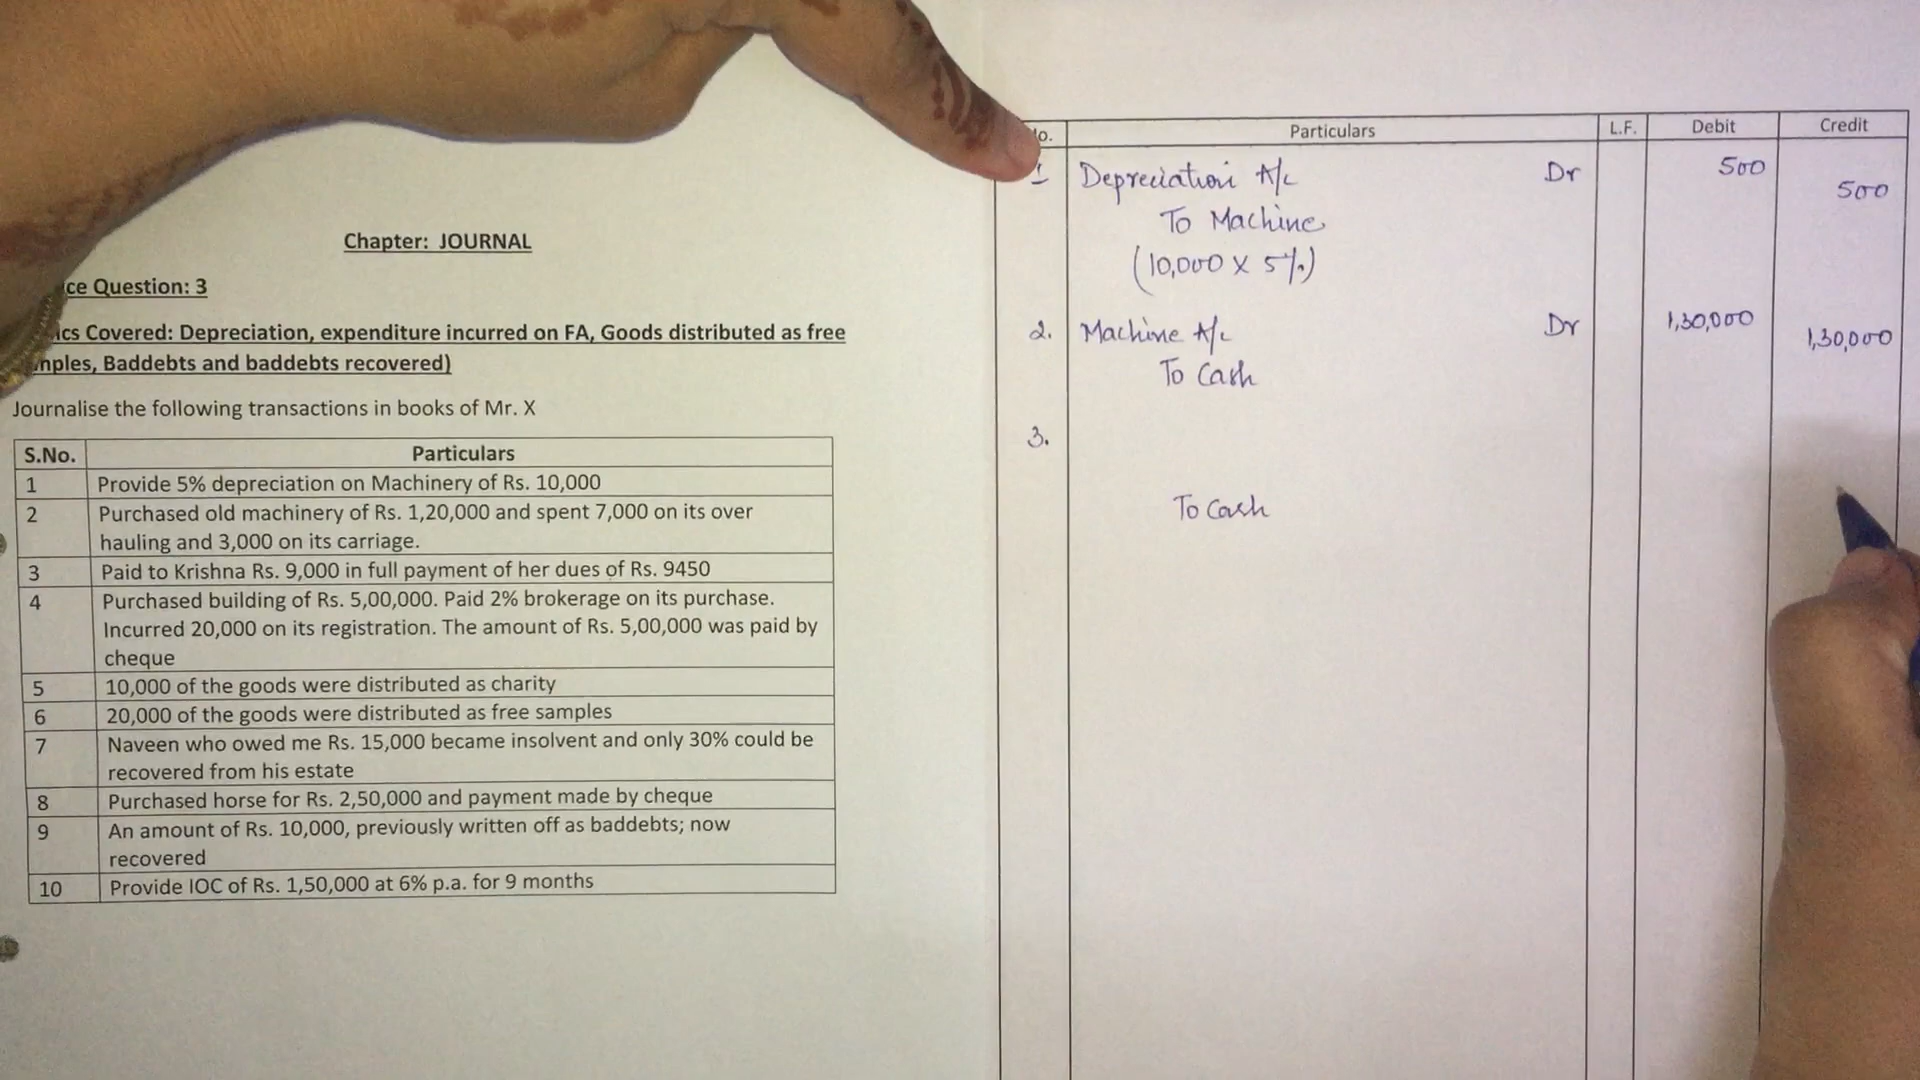 Chapter: JOURNAL
ce Question: 3
ics Covered: Depreciation, expenditure incurred on FA, Goods distributed as free
mples, Baddebts and baddebts recovered)
Journalise the following transactions in books of Mr. X
S.No. Particulars
1 Provide 5% depreciation on Machinery of Rs. 10,000
2 Purchased old machinery of Rs. 1,20,000 and spent 7,000 on its over
hauling and 3,000 on its carriage.
3 Paid to Krishna Rs. 9,000 in full payment of her dues of Rs. 9450
4 Purchased building of Rs. 5,00,000. Paid 2% brokerage on its purchase.
Incurred 20,000 on its registration. The amount of Rs. 5,00,000 was paid by
cheque
5 10,000 of the goods were distributed as charity
6 20,000 of the goods were distributed as free samples
7 Naveen who owed me Rs. 15,000 became insolvent and only 30% could be
recovered from his estate
8 Purchased horse for Rs. 2,50,000 and payment made by cheque
9 An amount of Rs. 10,000, previously written off as baddebts; now
recovered
10 Provide IOC of Rs. 1,50,000 at 6% p.a. for 9 months
o. Particulars L.F. Debit Credit
1 Depreciation A/c Dr 500
To Machine 500
(10,000 X 5%)
2. Machine A/c Dr 1,30,000
To Cash 1,30,000
3.
To Cash